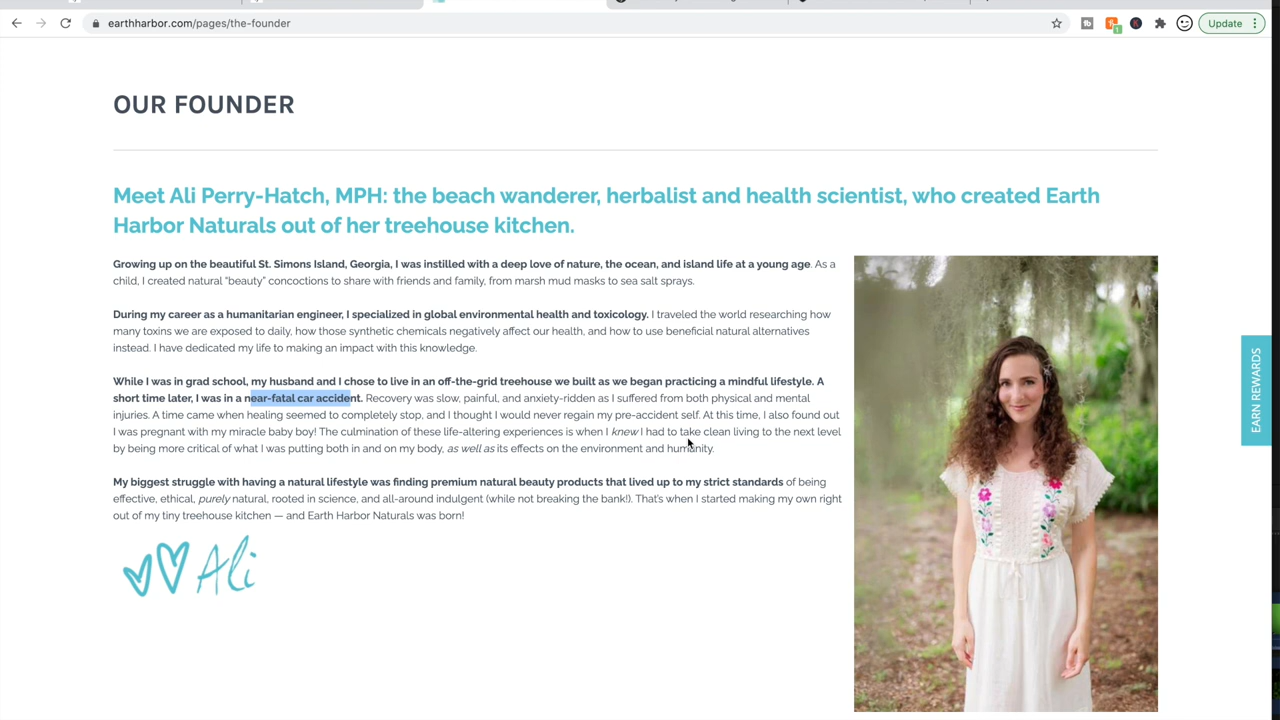 earthharbor.com/pages/the-founder
Update
1
OUR FOUNDER
Meet Ali Perry-Hatch, MPH: the beach wanderer, herbalist and health scientist, who created Earth
Harbor Naturals out of her treehouse kitchen.
Growing up on the beautiful St. Simons Island, Georgia, I was instilled with a deep love of nature, the ocean, and island life at a young age. As a
child, I created natural “beauty” concoctions to share with friends and family, from marsh mud masks to sea salt sprays.
During my career as a humanitarian engineer, I specialized in global environmental health and toxicology. I traveled the world researching how
many toxins we are exposed to daily, how those synthetic chemicals negatively affect our health, and how to use beneficial natural alternatives
instead. I have dedicated my life to making an impact with this knowledge.
While I was in grad school, my husband and I chose to live in an off-the-grid treehouse we built as we began practicing a mindful lifestyle. A
short time later, I was in a near-fatal car accident. Recovery was slow, painful, and anxiety-ridden as I suffered from both physical and mental
injuries. A time came when healing seemed to completely stop, and I thought I would never regain my pre-accident self. At this time, I also found out
I was pregnant with my miracle baby boy! The culmination of these life-altering experiences is when I knew I had to take clean living to the next level
by being more critical of what I was putting both in and on my body, as well as its effects on the environment and humanity.
My biggest struggle with having a natural lifestyle was finding premium natural beauty products that lived up to my strict standards of being
effective, ethical, purely natural, rooted in science, and all-around indulgent (while not breaking the bank!). That's when I started making my own right
out of my tiny treehouse kitchen — and Earth Harbor Naturals was born!
Ali
EARN REWARDS